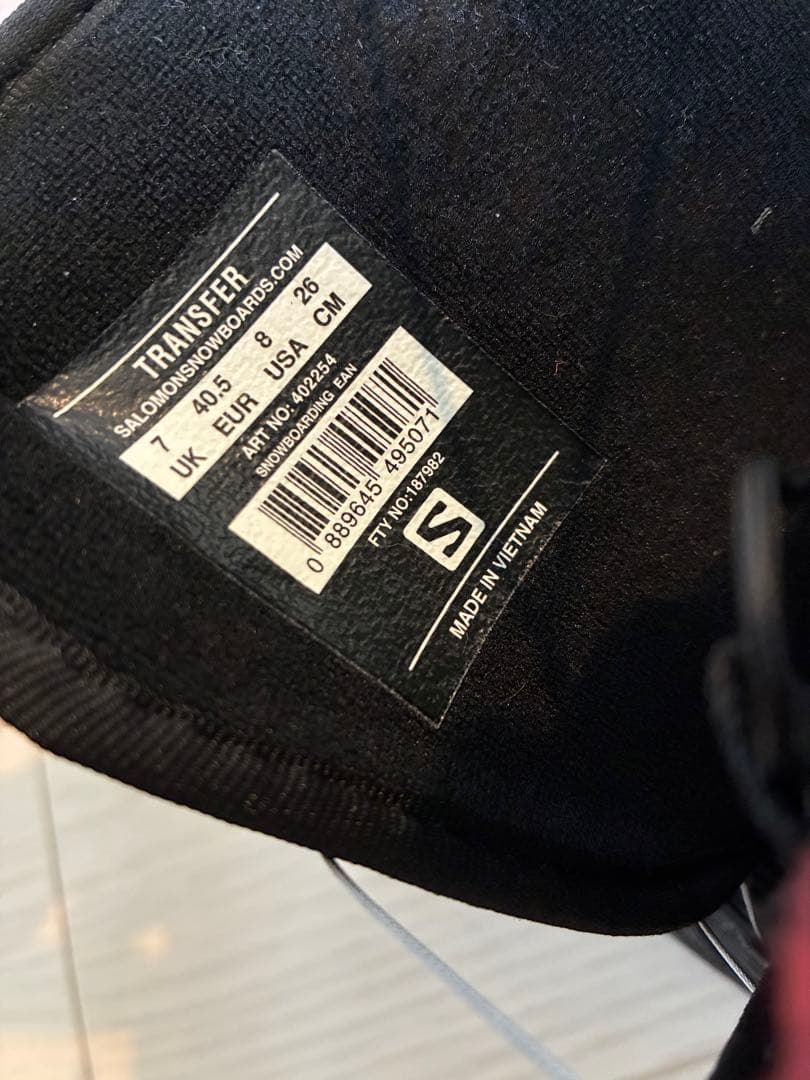 TRANSFER
SALOMONSNOWBOARDS.COM
7 40.5 8 26
UK EUR USA CM
ART NO: 402254
SNOWBOARDING EAN
0 889645 495071
FTY NO:187982
S
MADE IN VIETNAM